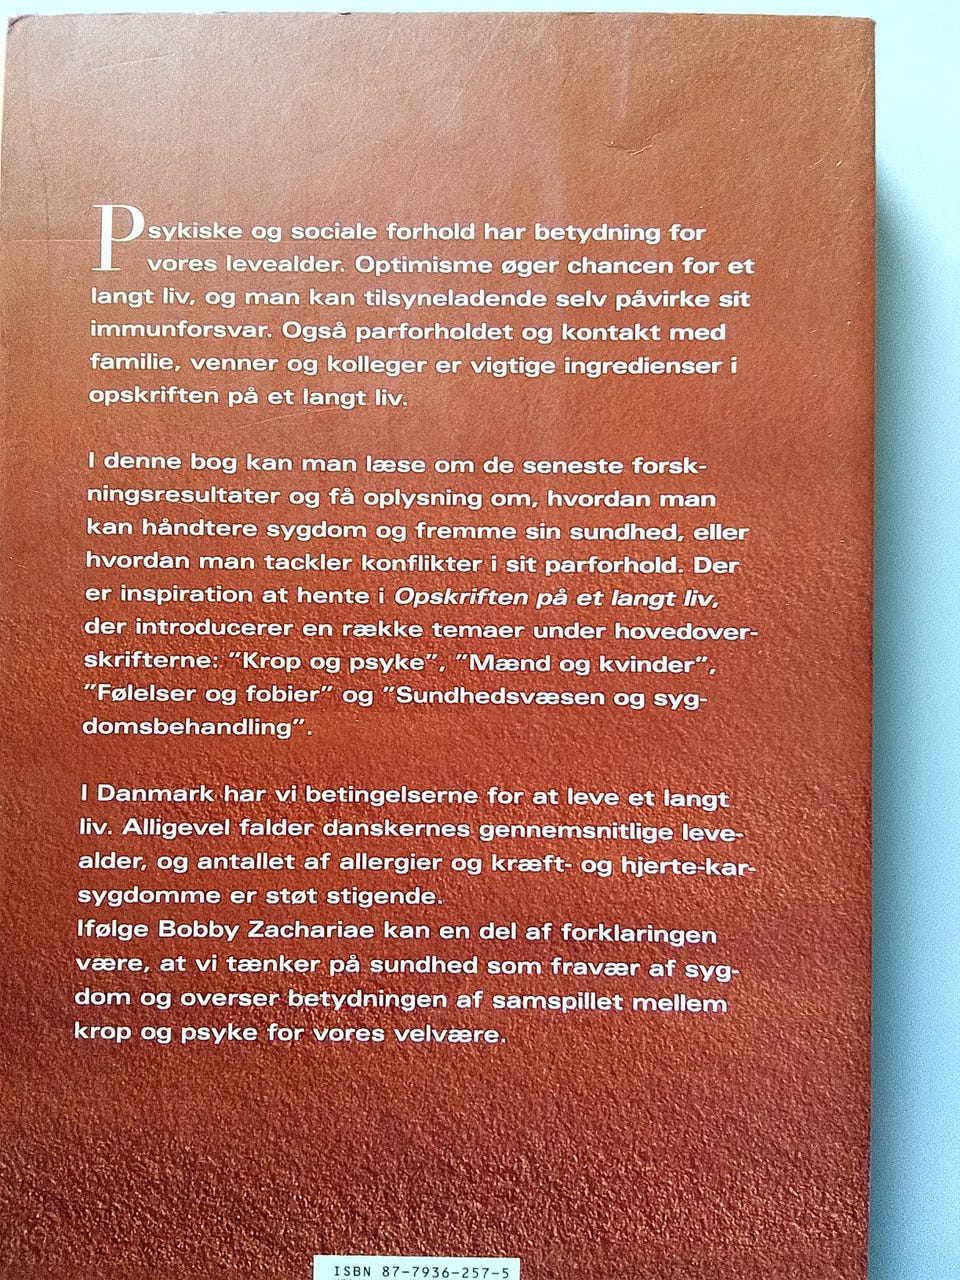 Psykiske og sociale forhold har betydning for
vores levealder. Optimisme øger chancen for et
langt liv, og man kan tilsyneladende selv påvirke sit
immunforsvar. Også parforholdet og kontakt med
familie, venner og kolleger er vigtige ingredienser i
opskriften på et langt liv.
I denne bog kan man læse om de seneste forsk-
ningsresultater og få oplysning om, hvordan man
kan håndtere sygdom og fremme sin sundhed, eller
hvordan man tackler konflikter i sit parforhold. Der
er inspiration at hente i Opskriften på et langt liv,
der introducerer en række temaer under hovedover-
skrifterne: ”Krop og psyke”, ”Mænd og kvinder”,
”Følelser og fobier” og ”Sundhedsvæsen og syg-
domsbehandling”.
I Danmark har vi betingelserne for at leve et langt
liv. Alligevel falder danskernes gennemsnitlige leve-
alder, og antallet af allergier og kræft- og hjerte-kar-
sygdomme er støt stigende.
Ifølge Bobby Zachariae kan en del af forklaringen
være, at vi tænker på sundhed som fravær af syg-
dom og overser betydningen af samspillet mellem
krop og psyke for vores velvære.
ISBN 87-7936-257-5